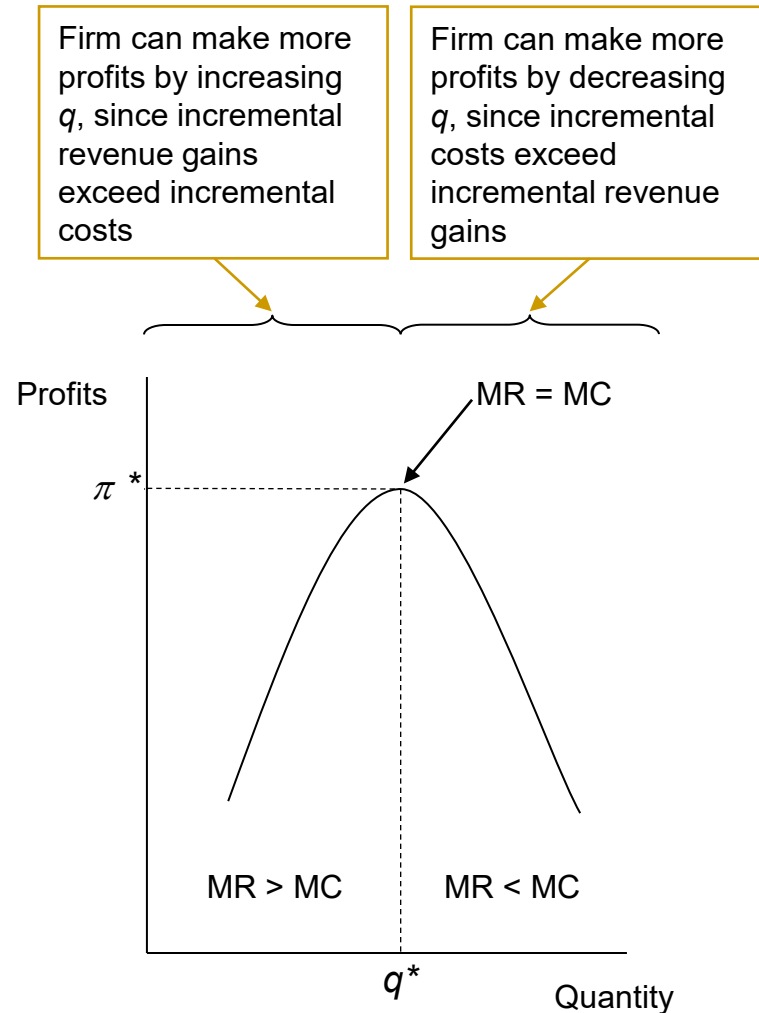 Firm can make more
profits by increasing
q, since incremental
revenue gains
exceed incremental
costs
Firm can make more
profits by decreasing
q, since incremental
costs exceed
incremental revenue
gains
Profits
MR = MC
π *
MR > MC
MR < MC
q*
Quantity